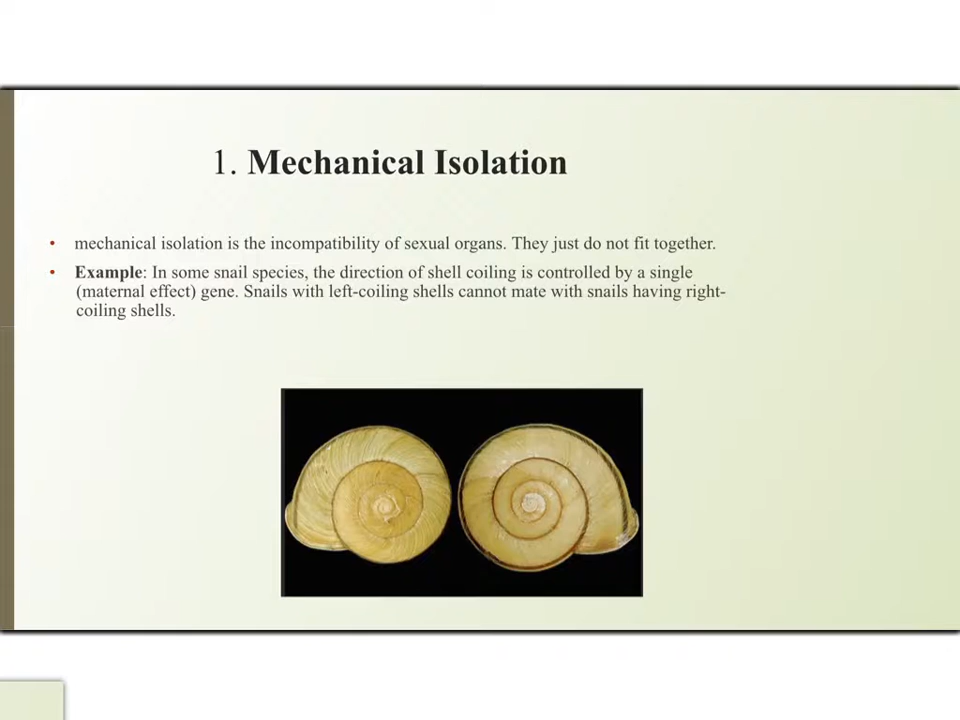 1. Mechanical Isolation
• mechanical isolation is the incompatibility of sexual organs. They just do not fit together.
• Example: In some snail species, the direction of shell coiling is controlled by a single
(maternal effect) gene. Snails with left-coiling shells cannot mate with snails having right-
coiling shells.